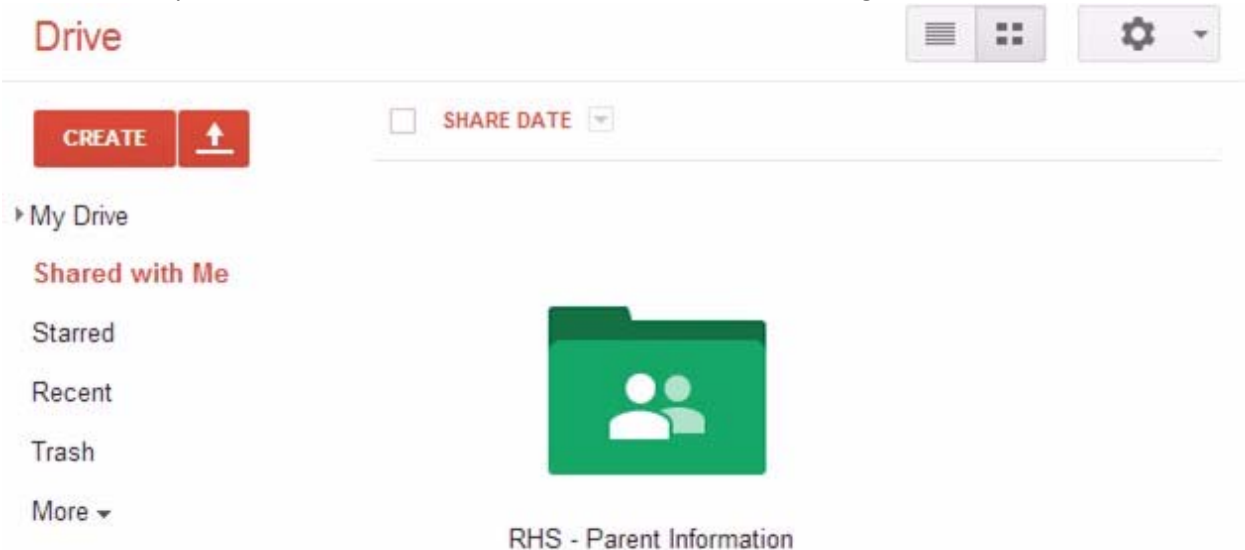 Drive
CREATE
SHARE DATE
My Drive
Shared with Me
Starred
Recent
Trash
More
RHS - Parent Information